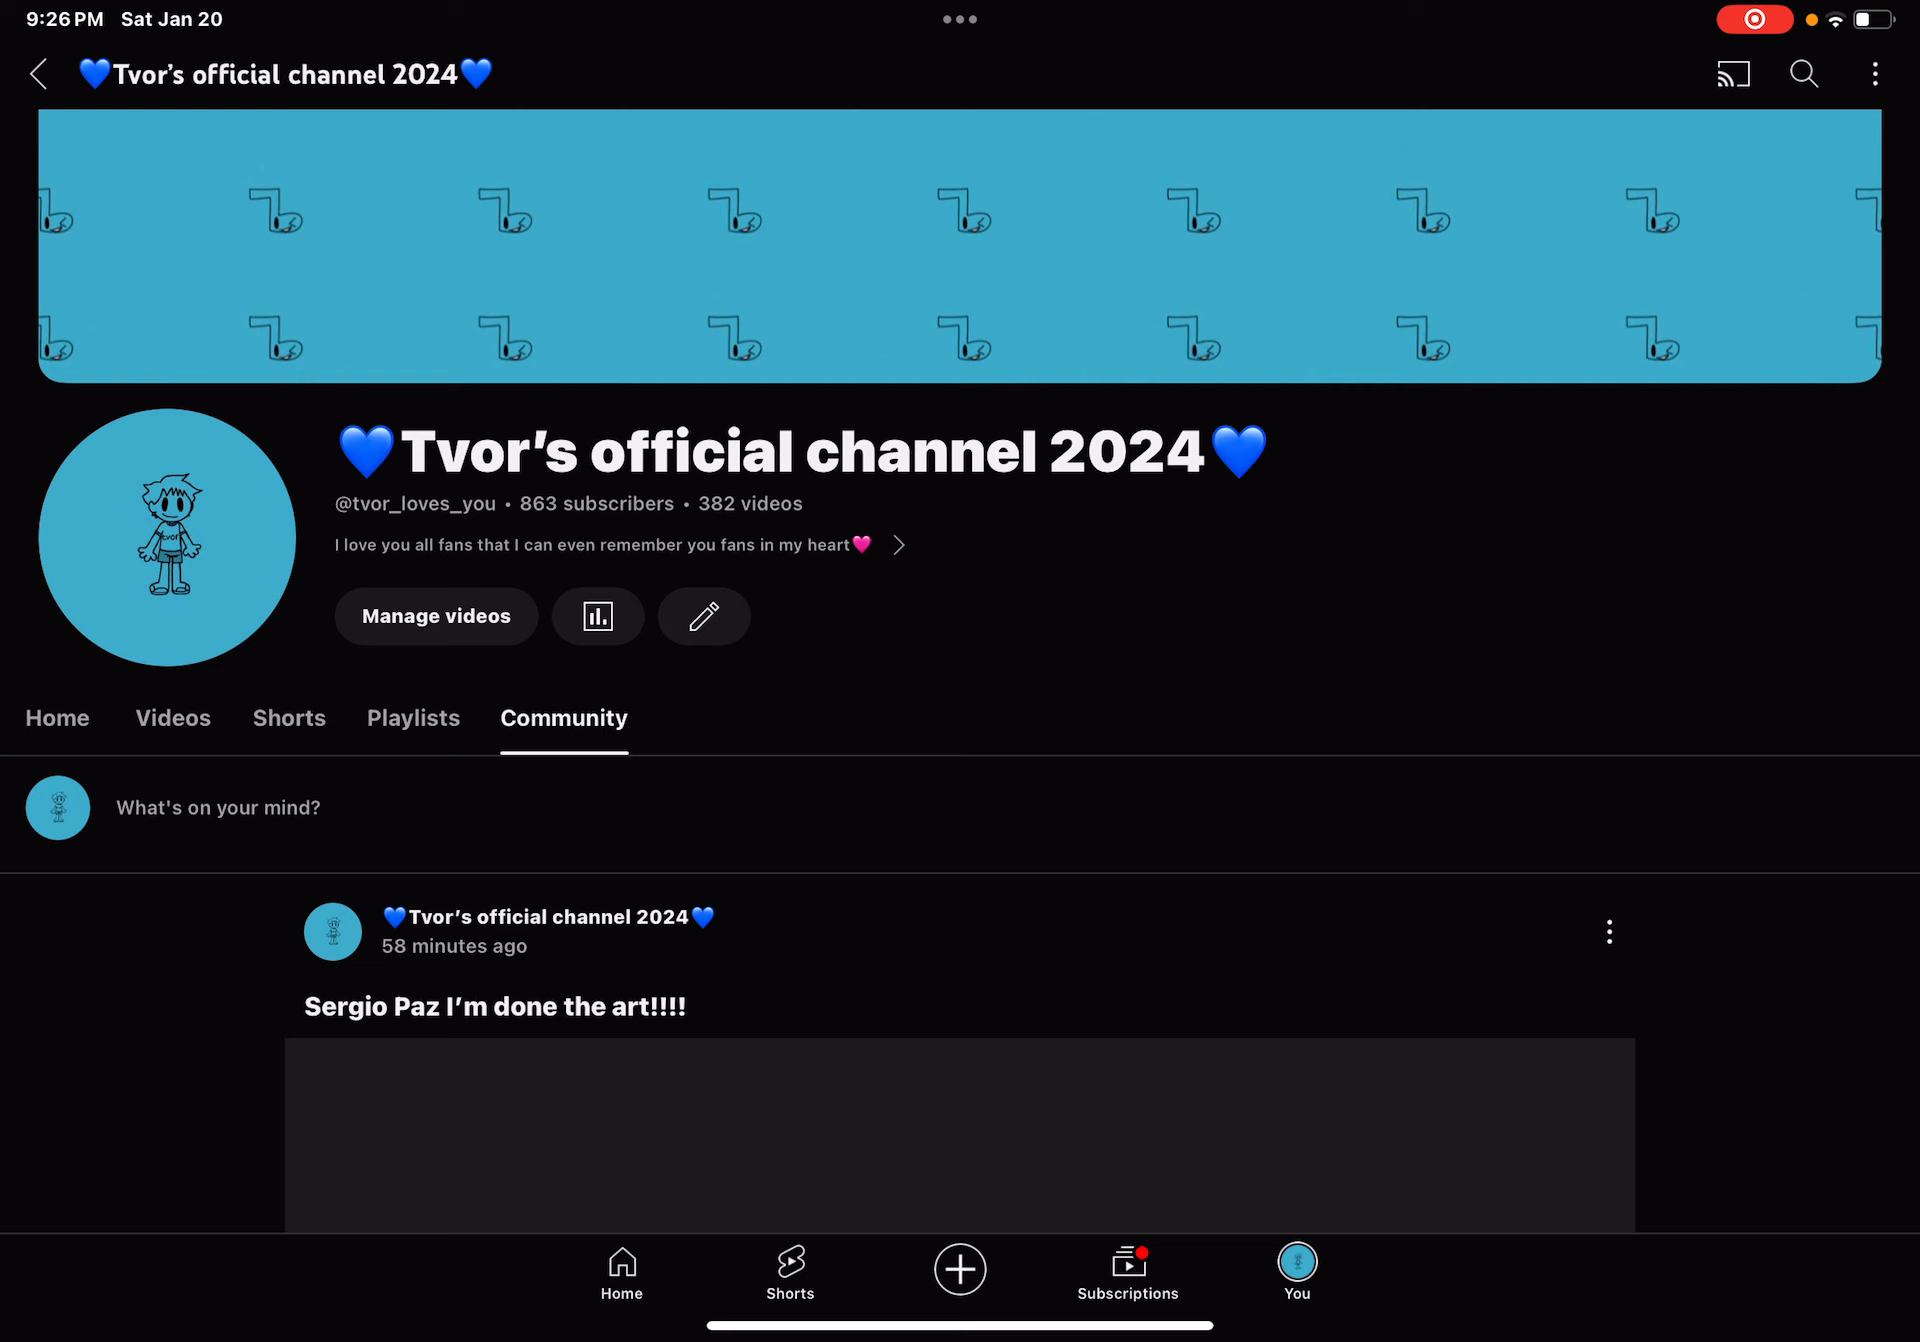 9:26 PM Sat Jan 20
💙Tvor's official channel 2024💙
💙Tvor's official channel 2024💙
@tvor_loves_you • 863 subscribers • 382 videos
I love you all fans that I can even remember you fans in my heart💗
Manage videos
Home Videos Shorts Playlists Community
What's on your mind?
💙Tvor's official channel 2024💙
58 minutes ago
Sergio Paz I'm done the art!!!!
Home Shorts Subscriptions You